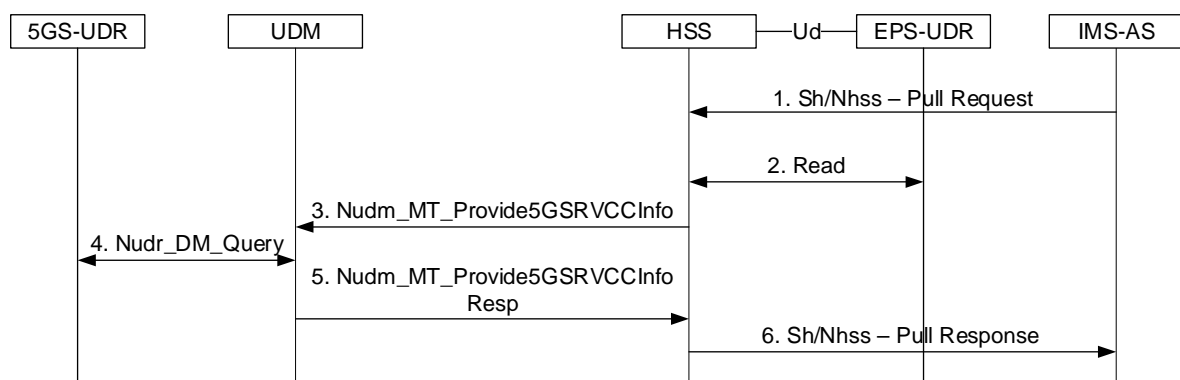 5GS-UDR
UDM
HSS
Ud
EPS-UDR
IMS-AS
1. Sh/Nhss – Pull Request
2. Read
3. Nudm_MT_Provide5GSRVCCInfo
4. Nudr_DM_Query
5. Nudm_MT_Provide5GSRVCCInfo
Resp
6. Sh/Nhss – Pull Response